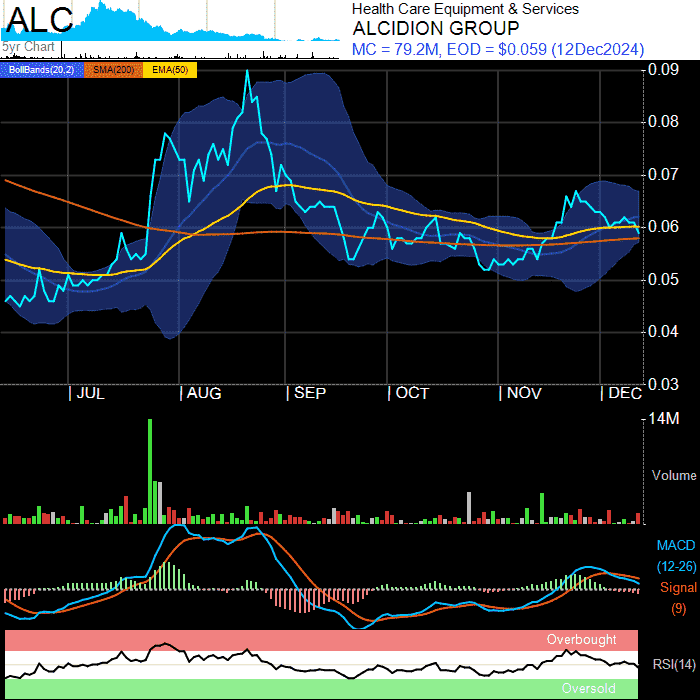 ALC
5yr Chart
Health Care Equipment & Services
ALCIDION GROUP
MC = 79.2M, EOD = $0.059 (12Dec2024)
BollBands(20,2) SMA(200) EMA(50)
0.09
0.08
0.07
0.06
0.05
0.04
0.03
JUL AUG SEP OCT NOV DEC
14M
Volume
MACD
(12-26)
Signal
(9)
Overbought
RSI(14)
Oversold